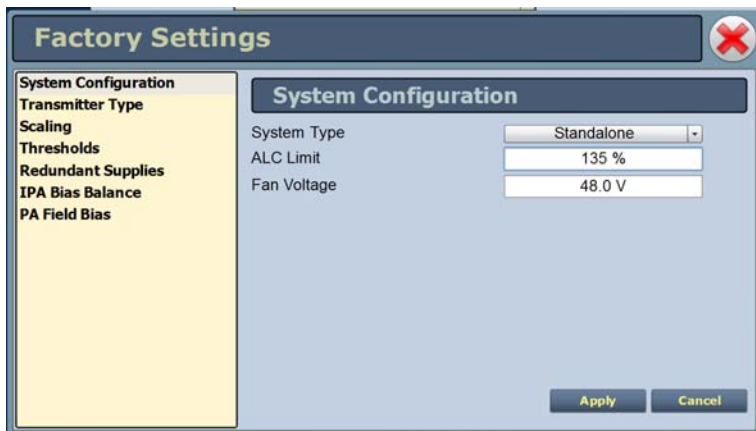 Factory Settings
System Configuration
Transmitter Type
Scaling
Thresholds
Redundant Supplies
IPA Bias Balance
PA Field Bias
System Configuration
System Type Standalone
ALC Limit 135 %
Fan Voltage 48.0 V
Apply Cancel